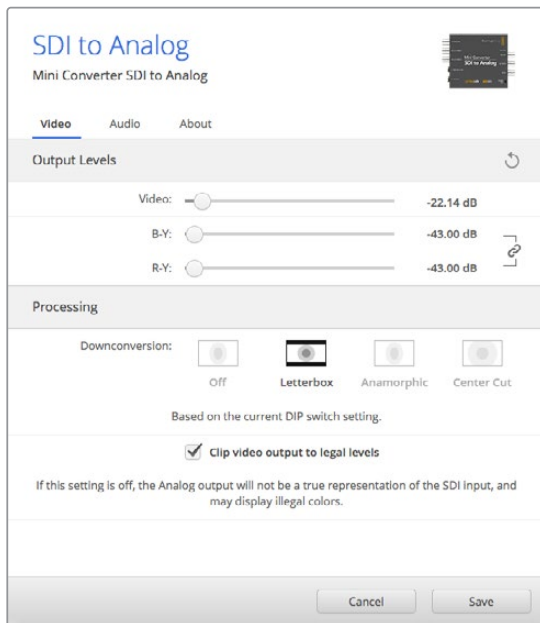 SDI to Analog
Mini Converter SDI to Analog
Video Audio About
Output Levels
Video: -22.14 dB
B-Y: -43.00 dB
R-Y: -43.00 dB
Processing
Downconversion:
Off Letterbox Anamorphic Center Cut
Based on the current DIP switch setting.
Clip video output to legal levels
If this setting is off, the Analog output will not be a true representation of the SDI input, and
may display illegal colors.
Cancel Save